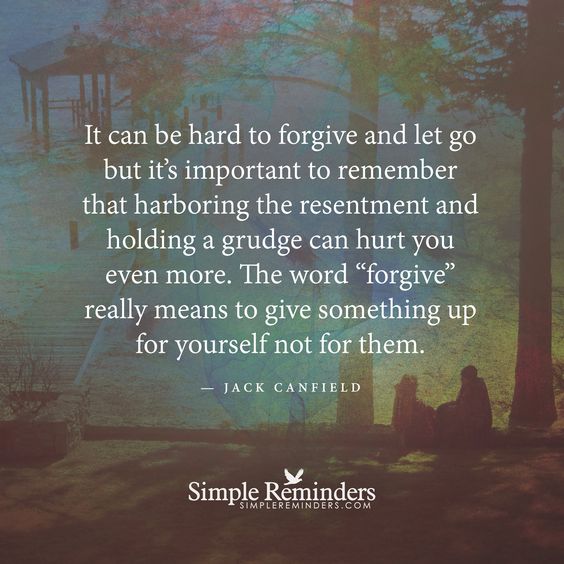 It can be hard to forgive and let go
but it’s important to remember
that harboring the resentment and
holding a grudge can hurt you
even more. The word “forgive”
really means to give something up
for yourself not for them.
— JACK CANFIELD
Simple Reminders
SIMPLEREMINDERS.COM